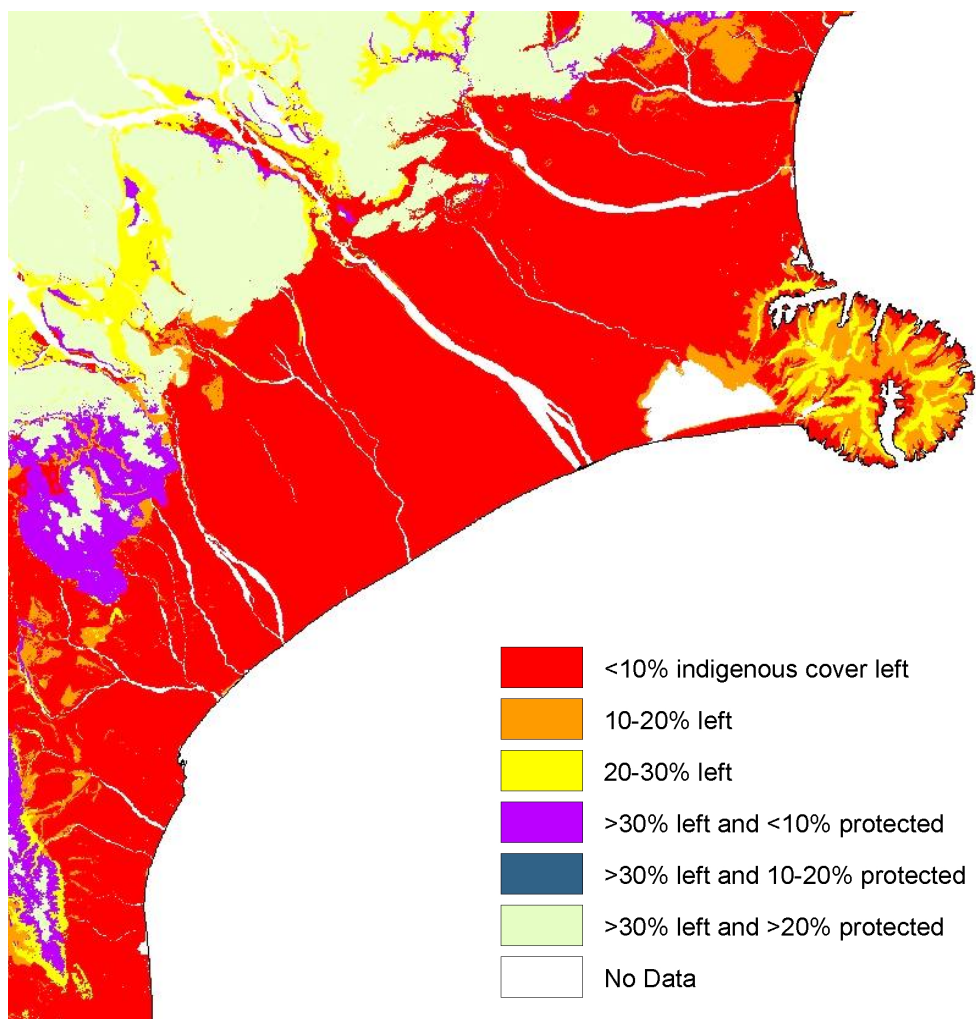 <10% indigenous cover left
10-20% left
20-30% left
>30% left and <10% protected
>30% left and 10-20% protected
>30% left and >20% protected
No Data